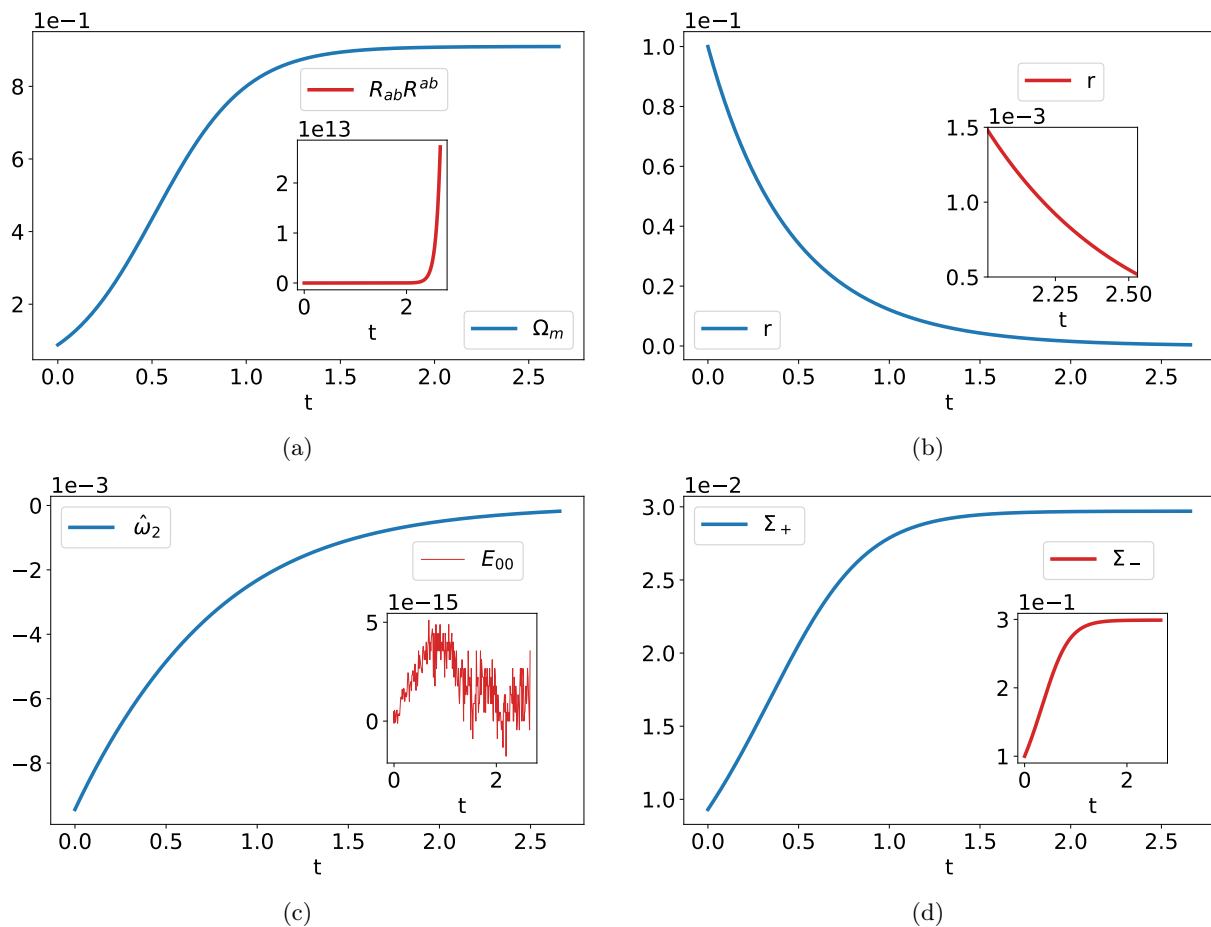 1e−1
8
6
4
2
R_{ab}R^{ab}
1e13
2
1
0
0 2
t
Ω_m
0.0 0.5 1.0 1.5 2.0 2.5
t
(a)
1e−1
1.0
0.8
0.6
0.4
0.2
0.0
r
1e−3
1.5
1.0
0.5
2.25 2.50
t
r
0.0 0.5 1.0 1.5 2.0 2.5
t
(b)
1e−3
0
−2
−4
−6
−8
ω̂_2
E_{00}
1e−15
5
0
0 2
t
0.0 0.5 1.0 1.5 2.0 2.5
t
(c)
1e−2
3.0
2.5
2.0
1.5
1.0
Σ_+
Σ_−
1e−1
3
2
1
0 2
t
0.0 0.5 1.0 1.5 2.0 2.5
t
(d)